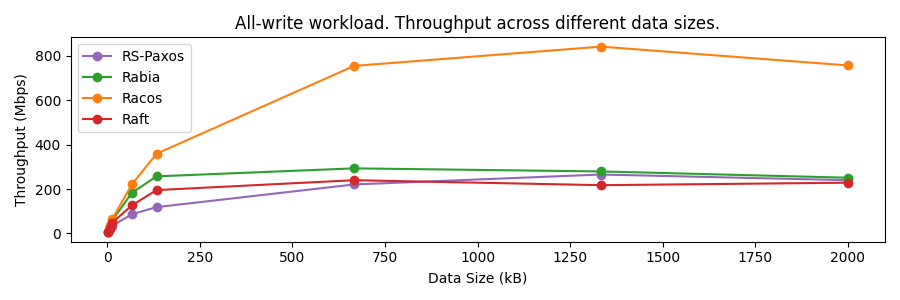 All-write workload. Throughput across different data sizes.
RS-Paxos
Rabia
Racos
Raft
Throughput (Mbps)
800
600
400
200
0
0 250 500 750 1000 1250 1500 1750 2000
Data Size (kB)